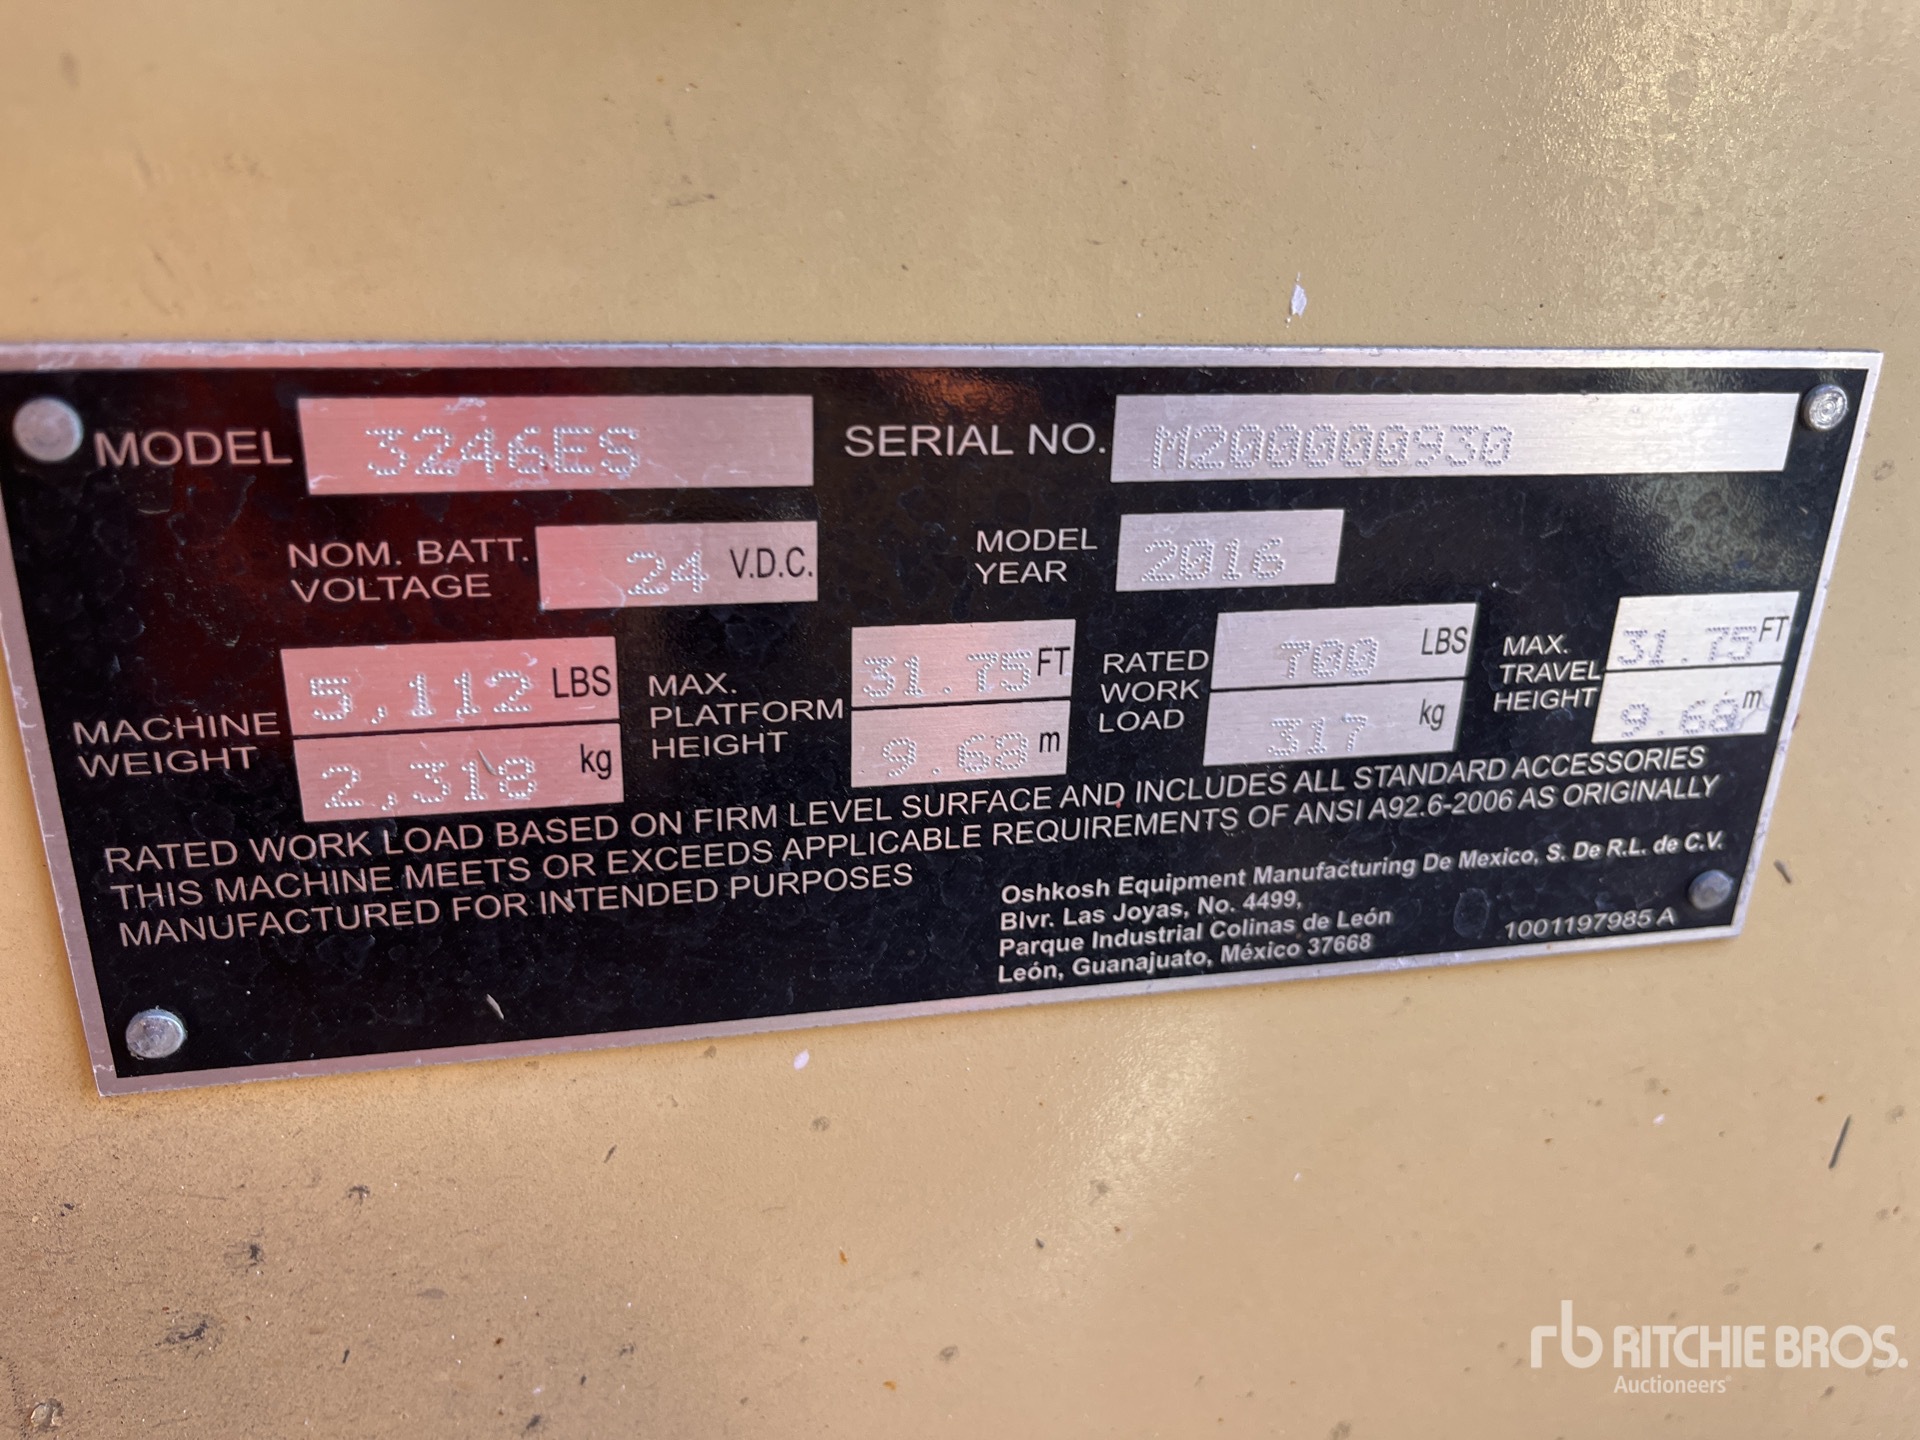 MODEL 3246ES SERIAL NO. M200000930
NOM. BATT. VOLTAGE 24 V.D.C. MODEL YEAR 2016
MACHINE WEIGHT 5,112 LBS 2,318 kg
MAX. PLATFORM HEIGHT 31.75 FT 9.68 m
RATED WORK LOAD 700 LBS 317 kg
MAX. TRAVEL HEIGHT 31.75 FT 9.68 m
RATED WORK LOAD BASED ON FIRM LEVEL SURFACE AND INCLUDES ALL STANDARD ACCESSORIES
THIS MACHINE MEETS OR EXCEEDS APPLICABLE REQUIREMENTS OF ANSI A92.6-2006 AS ORIGINALLY
MANUFACTURED FOR INTENDED PURPOSES
Oshkosh Equipment Manufacturing De Mexico, S. De R.L. de C.V.
Blvr. Las Joyas, No. 4499,
Parque Industrial Colinas de León
León, Guanajuato, México 37668
1001197985 A
rb RITCHIE BROS.
Auctioneers